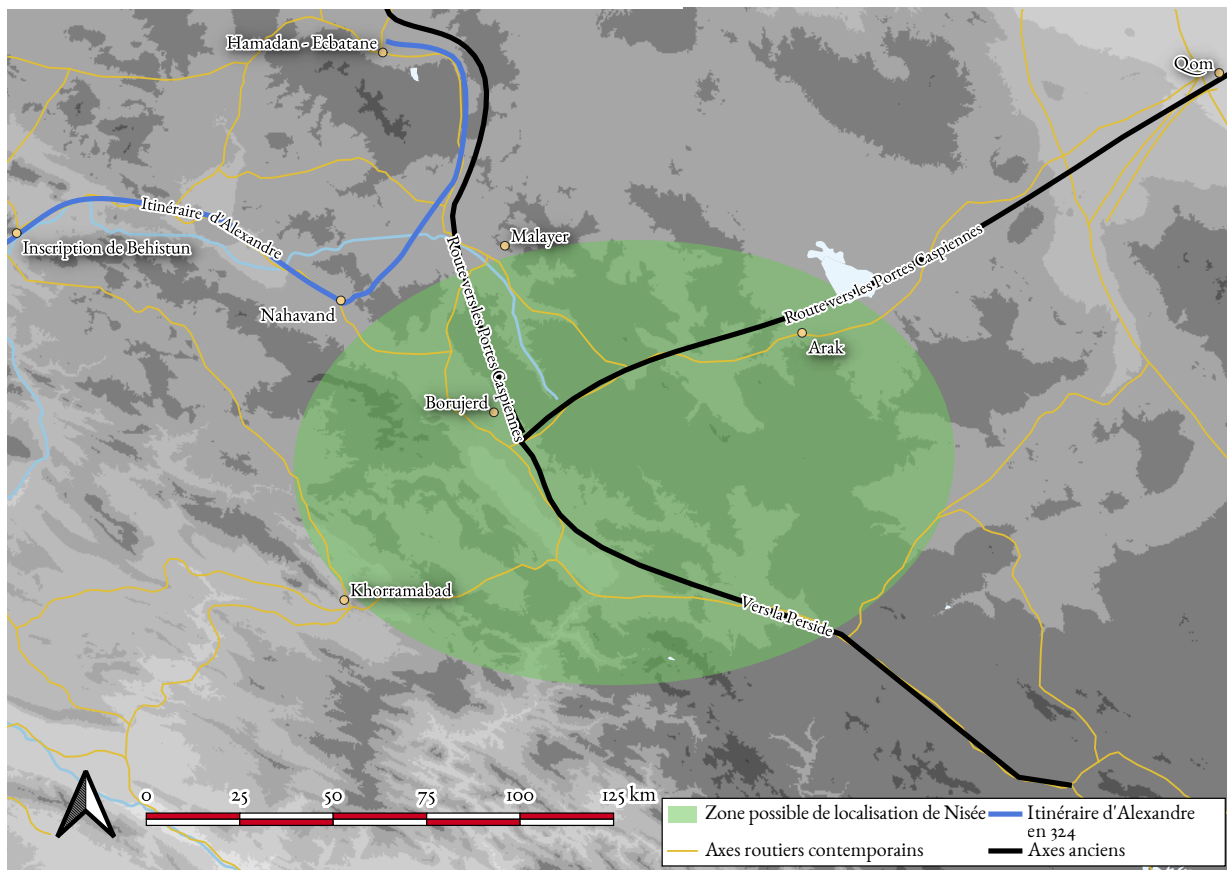 Hamadan - Ecbatane
Qom
Itinéraire d'Alexandre
Inscription de Behistun
Malayer
Route vers les Portes Caspiennes
Nahavand
Route vers les Portes Caspiennes
Arak
Borujerd
Khorramabad
Vers la Perside
0 25 50 75 100 125 km
Zone possible de localisation de Nisée
Itinéraire d'Alexandre
en 324
Axes routiers contemporains
Axes anciens